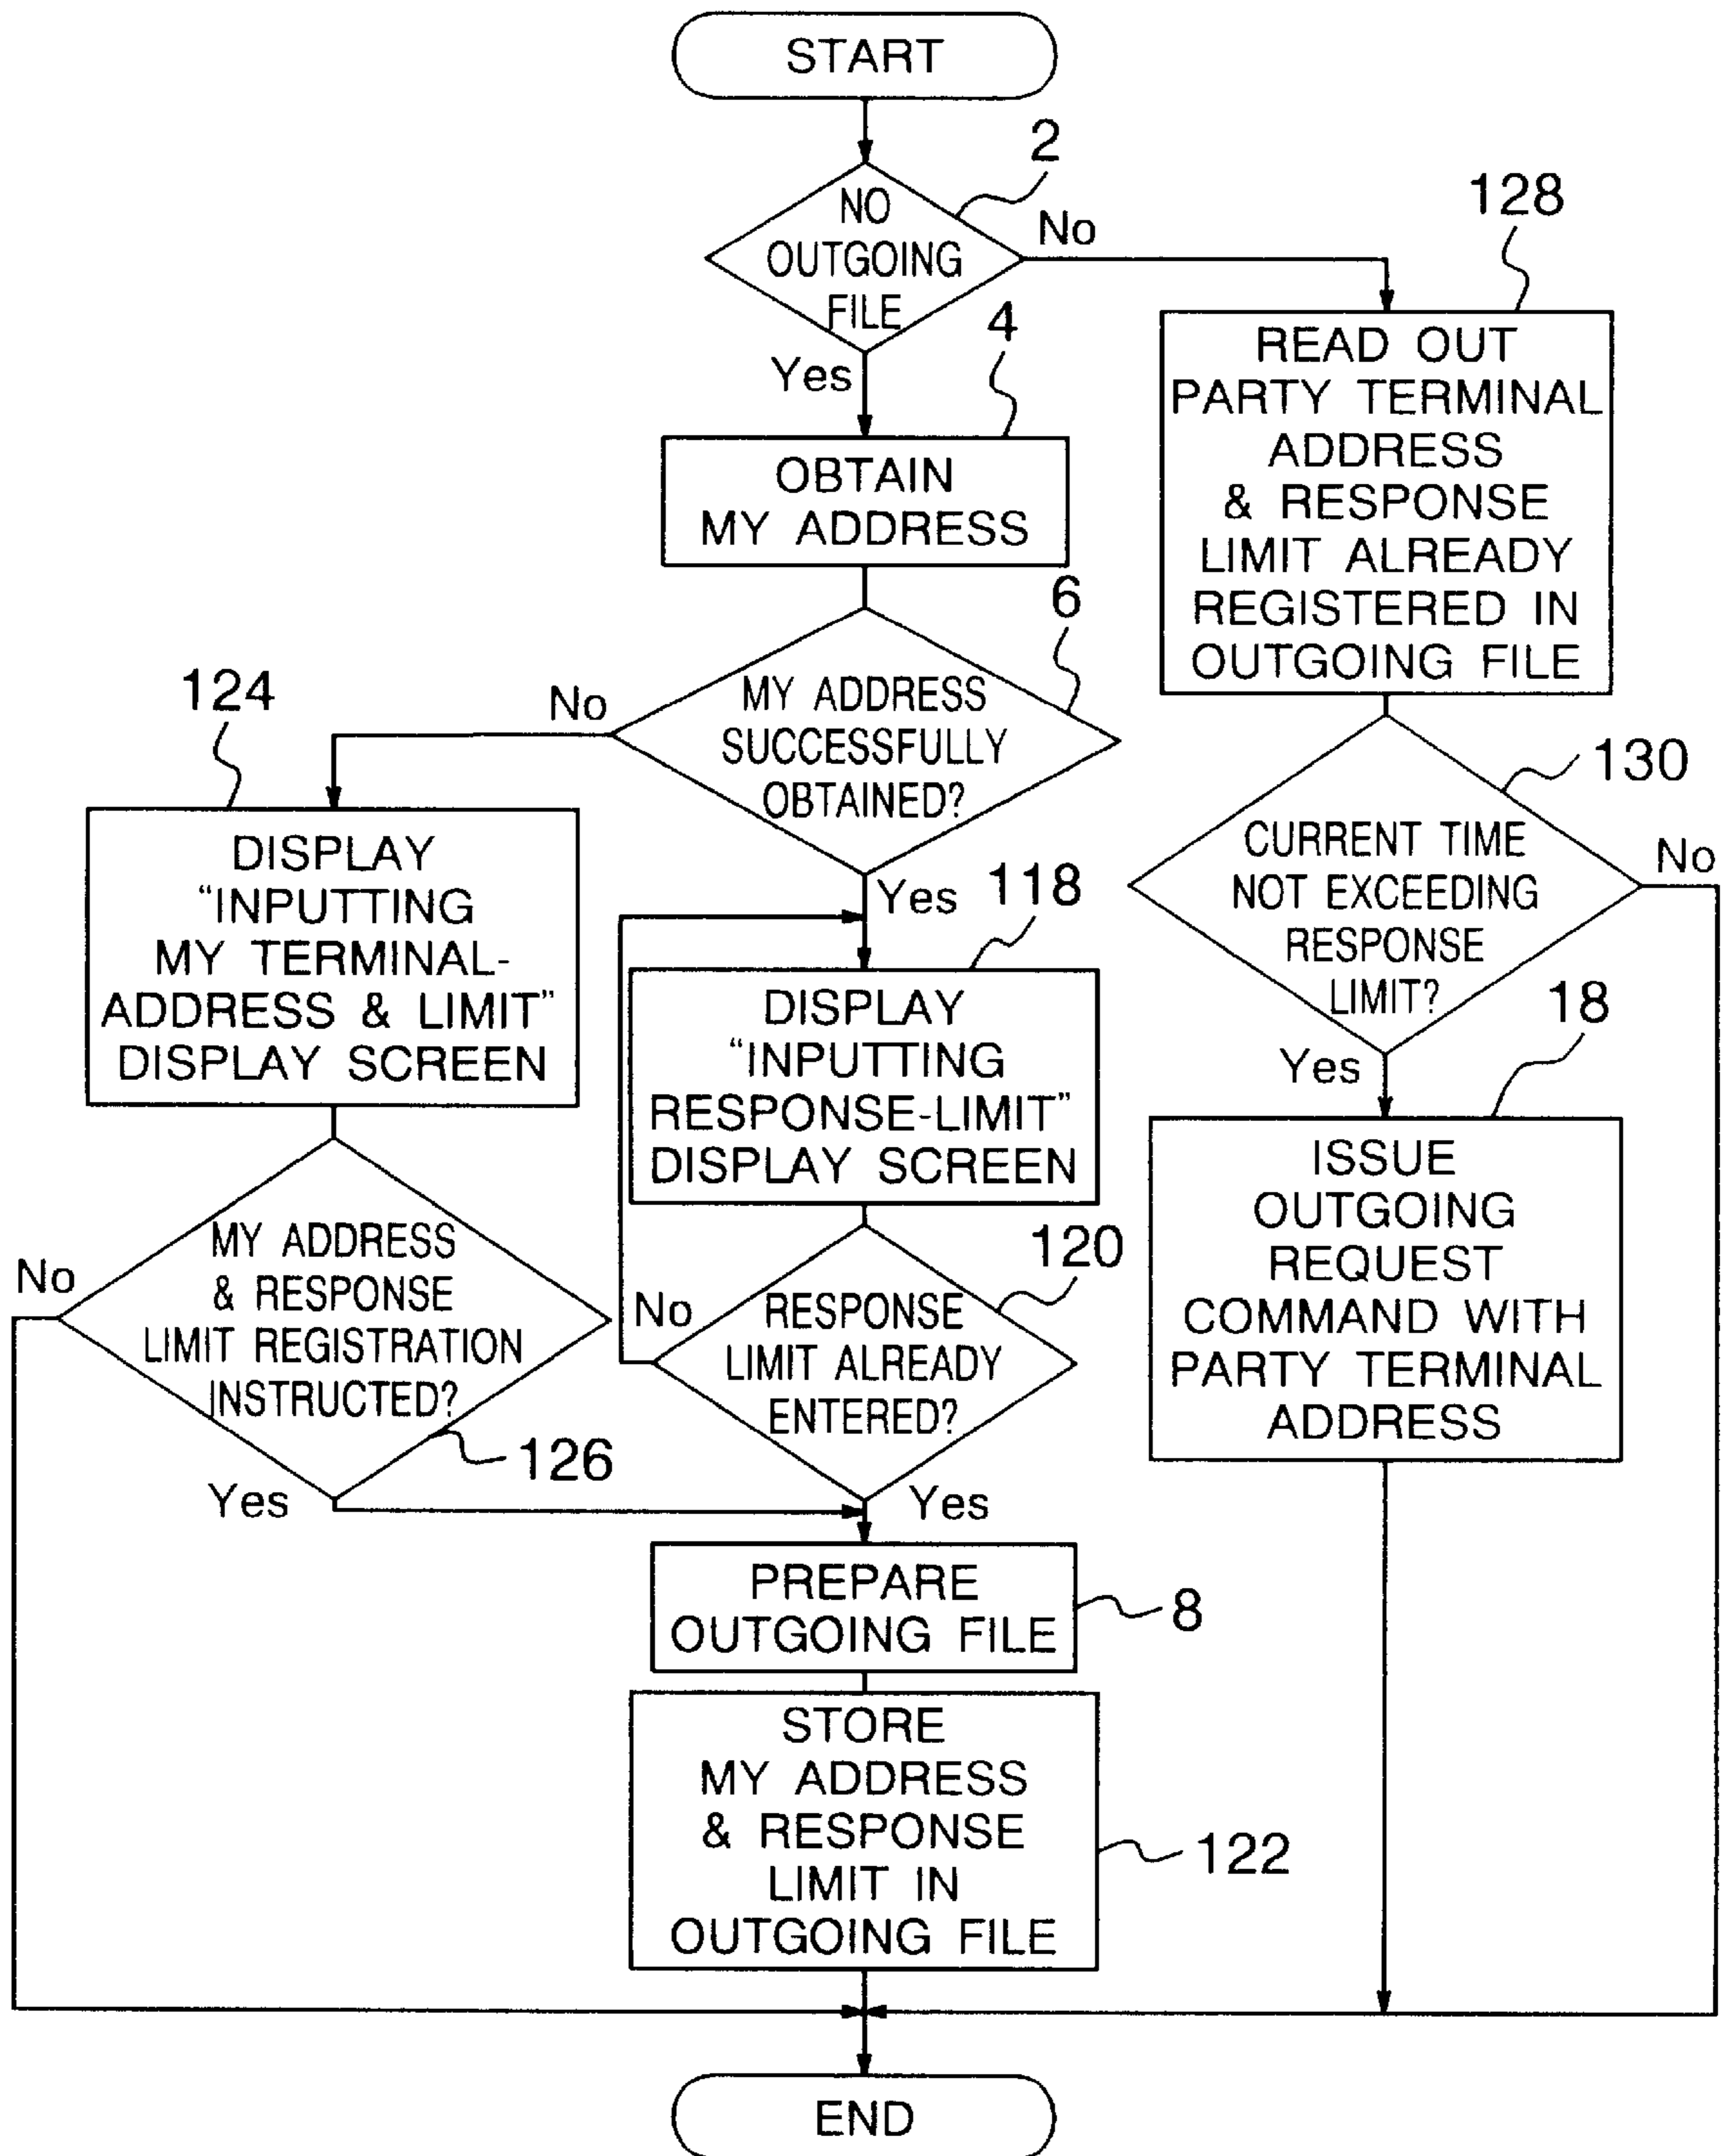 START
2
NO
OUTGOING
FILE
No
Yes
128
READ OUT
PARTY TERMINAL
ADDRESS
& RESPONSE
LIMIT ALREADY
REGISTERED IN
OUTGOING FILE
4
OBTAIN
MY ADDRESS
6
MY ADDRESS
SUCCESSFULLY
OBTAINED?
No
Yes
124
DISPLAY
“INPUTTING
MY TERMINAL-
ADDRESS & LIMIT”
DISPLAY SCREEN
130
CURRENT TIME
NOT EXCEEDING
RESPONSE
LIMIT?
No
Yes
118
DISPLAY
“INPUTTING
RESPONSE-LIMIT”
DISPLAY SCREEN
18
ISSUE
OUTGOING
REQUEST
COMMAND WITH
PARTY TERMINAL
ADDRESS
No
MY ADDRESS
& RESPONSE
LIMIT REGISTRATION
INSTRUCTED?
126
Yes
120
No
RESPONSE
LIMIT ALREADY
ENTERED?
Yes
PREPARE
OUTGOING FILE
8
STORE
MY ADDRESS
& RESPONSE
LIMIT IN
OUTGOING FILE
122
END